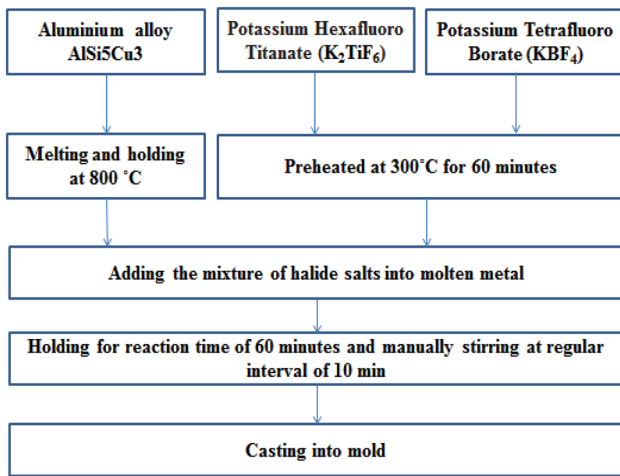 Aluminium alloy
AlSi5Cu3
Potassium Hexafluoro
Titanate (K₂TiF₆)
Potassium Tetrafluoro
Borate (KBF₄)
Melting and holding
at 800 ˚C
Preheated at 300˚C for 60 minutes
Adding the mixture of halide salts into molten metal
Holding for reaction time of 60 minutes and manually stirring at regular
interval of 10 min
Casting into mold